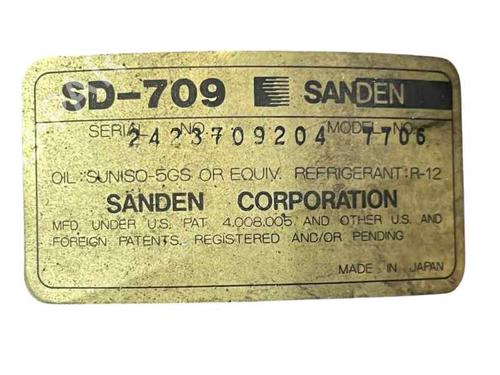 SD-709 SANDEN
SERIAL NO. MODEL NO.
2423709204 7706
OIL:SUNISO-5GS OR EQUIV. REFRIGERANT:R-12
SANDEN CORPORATION
MFD. UNDER U.S. PAT. 4.008.005. AND OTHER U.S. AND
FOREIGN PATENTS, REGISTERED AND/OR PENDING
MADE IN JAPAN